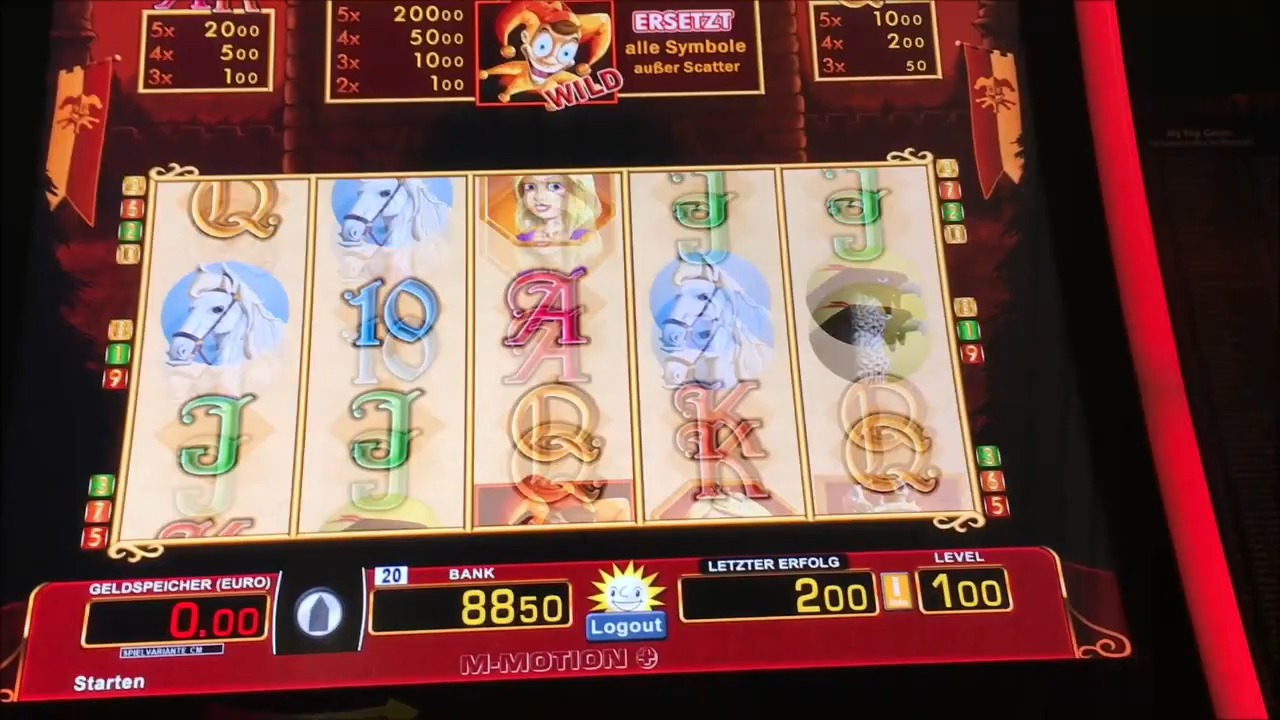 5x 2000
4x 500
3x 100
5x 20000
4x 5000
3x 1000
2x 100
WILD
ERSETZT
alle Symbole
außer Scatter
5x 1000
4x 200
3x 50
Q J J
10 A
J J Q K Q
GELDSPEICHER (EURO)
0.00
SPIELVARIANTE CM
20 BANK
8850
Logout
LETZTER ERFOLG
200
LEVEL
100
M-MOTION
Starten